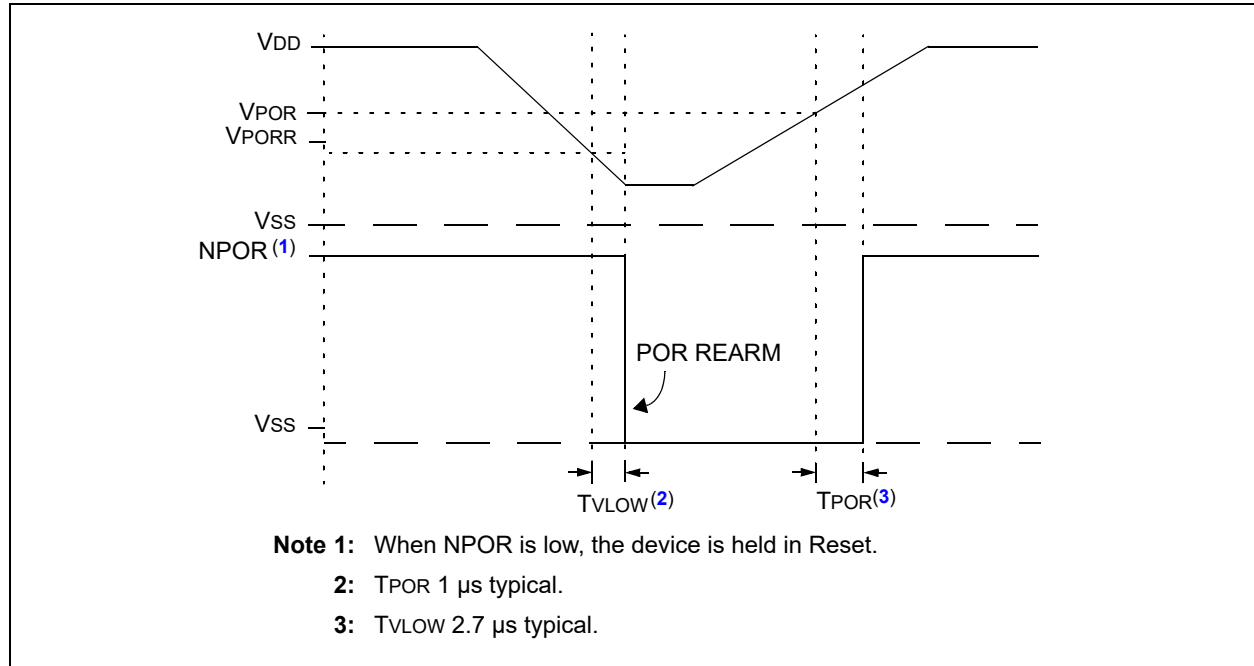 VDD
VPOR
VPORR
VSS
NPOR (1)
POR REARM
VSS
TVLOW(2)
TPOR(3)
Note 1: When NPOR is low, the device is held in Reset.
2: TPOR 1 μs typical.
3: TVLOW 2.7 μs typical.